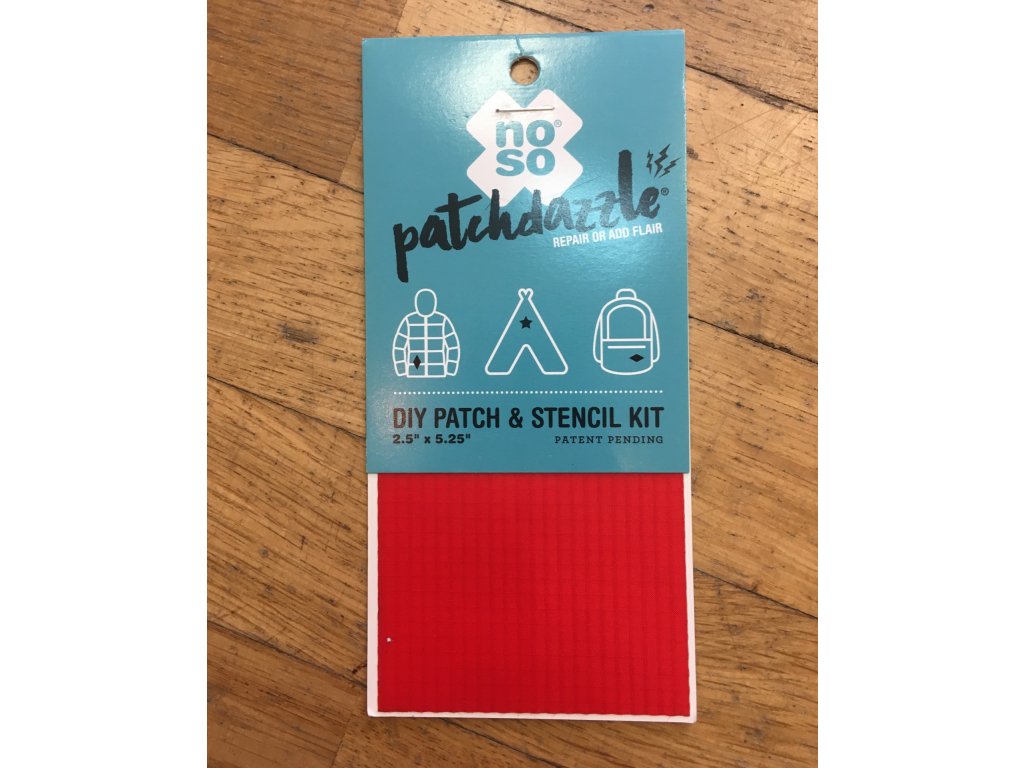 no®
so
patchdazzle®
REPAIR OR ADD FLAIR
DIY PATCH & STENCIL KIT
2.5" x 5.25"
PATENT PENDING